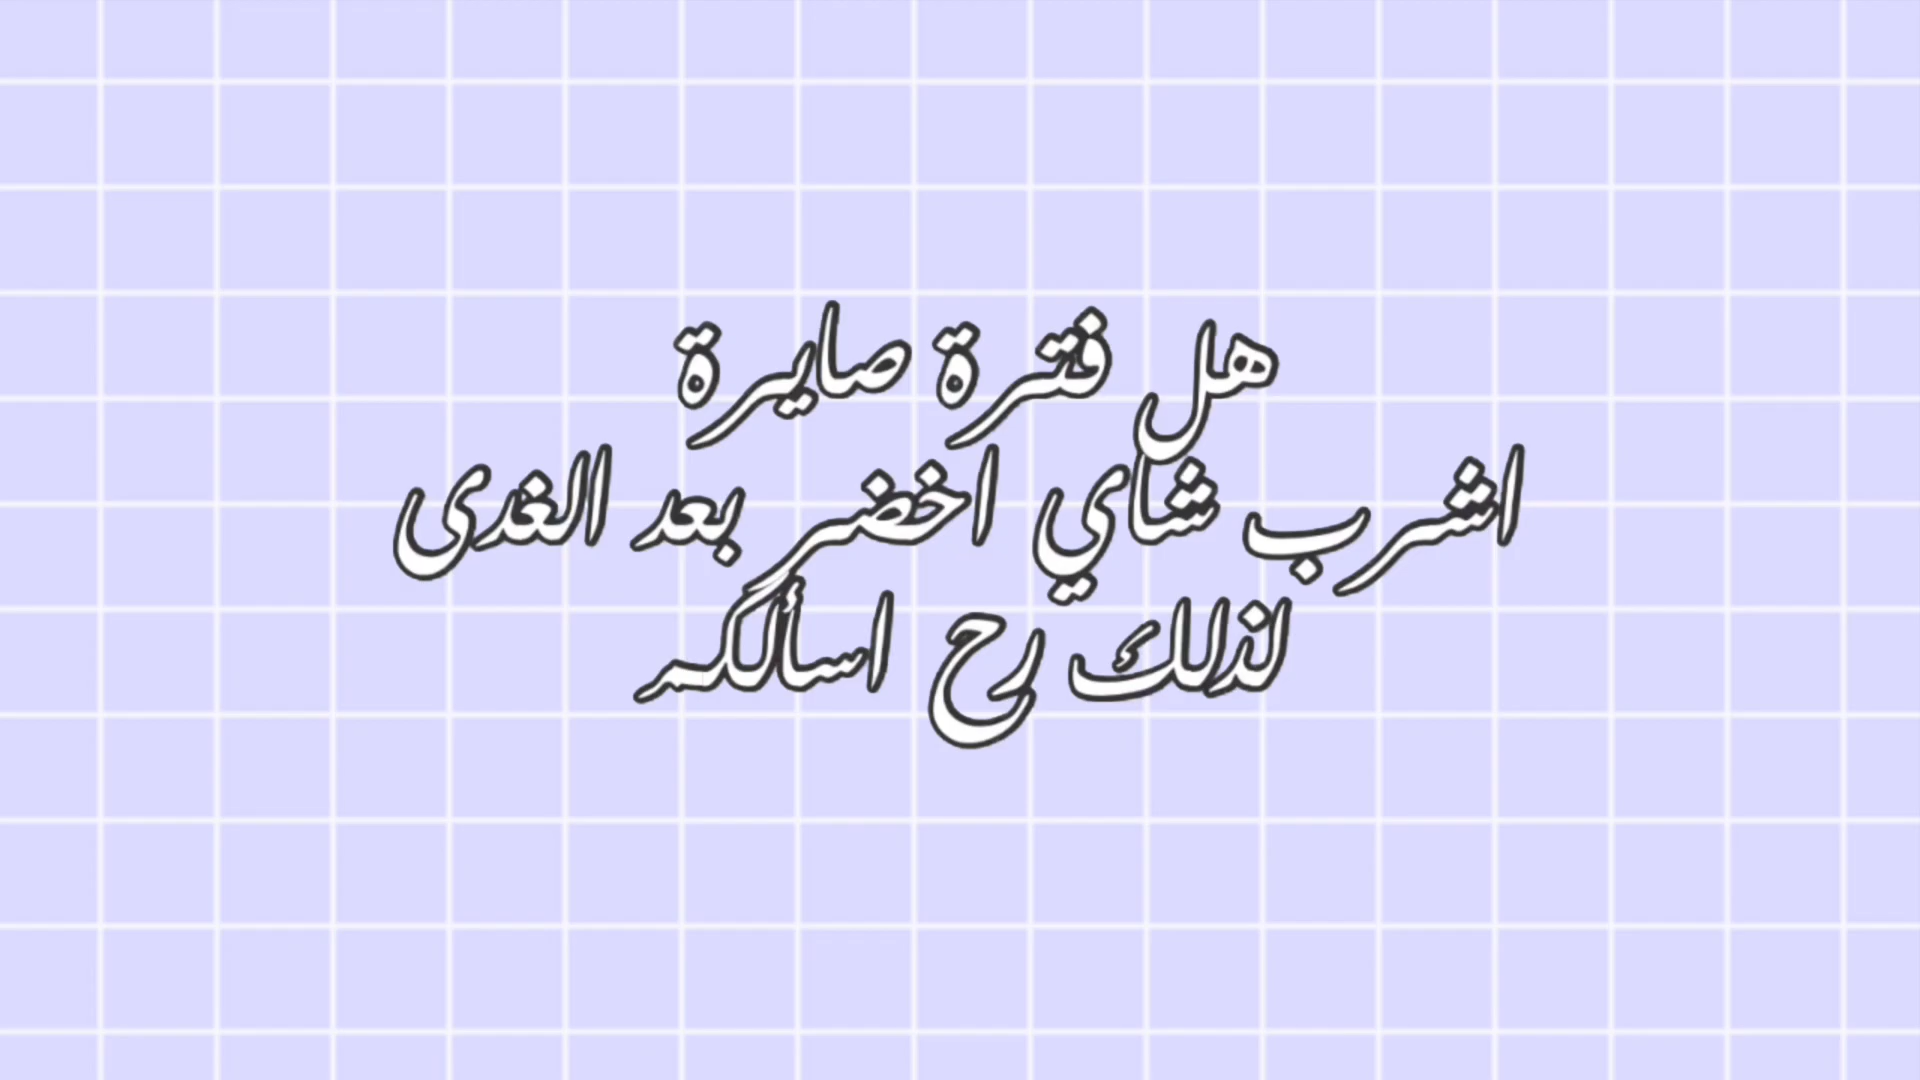 هل فترة صايرة
اشرب شاي اخضر بعد الغدى
لذلك رح اسألكم